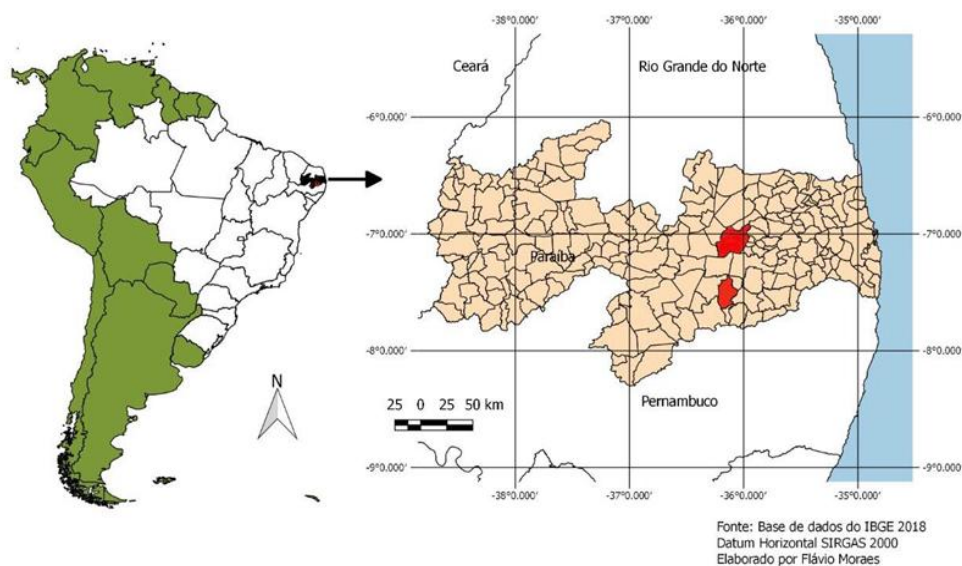 -38°0.000'
-37°0.000'
-36°0.000'
-35°0.000'
Ceará
Rio Grande do Norte
-6°0.000'
-6°0.000'
-7°0.000'
-7°0.000'
Paraíba
-8°0.000'
-8°0.000'
N
25 0 25 50 km
Pernambuco
-9°0.000'
-9°0.000'
-38°0.000'
-37°0.000'
-36°0.000'
-35°0.000'
Fonte: Base de dados do IBGE 2018
Datum Horizontal SIRGAS 2000
Elaborado por Flávio Moraes